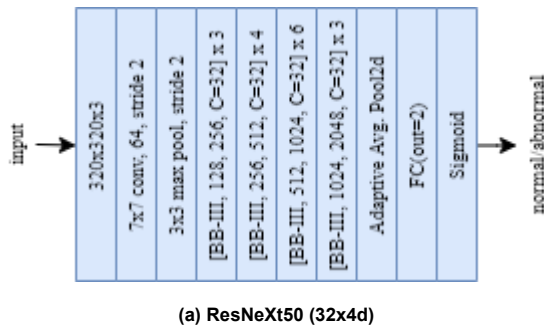 input
320x320x3
7x7 conv, 64, stride 2
3x3 max pool, stride 2
[BB-III, 128, 256, C=32] x 3
[BB-III, 256, 512, C=32] x 4
[BB-III, 512, 1024, C=32] x 6
[BB-III, 1024, 2048, C=32] x 3
Adaptive Avg. Pool2d
FC(out=2)
Sigmoid
normal/abnormal
(a) ResNeXt50 (32x4d)